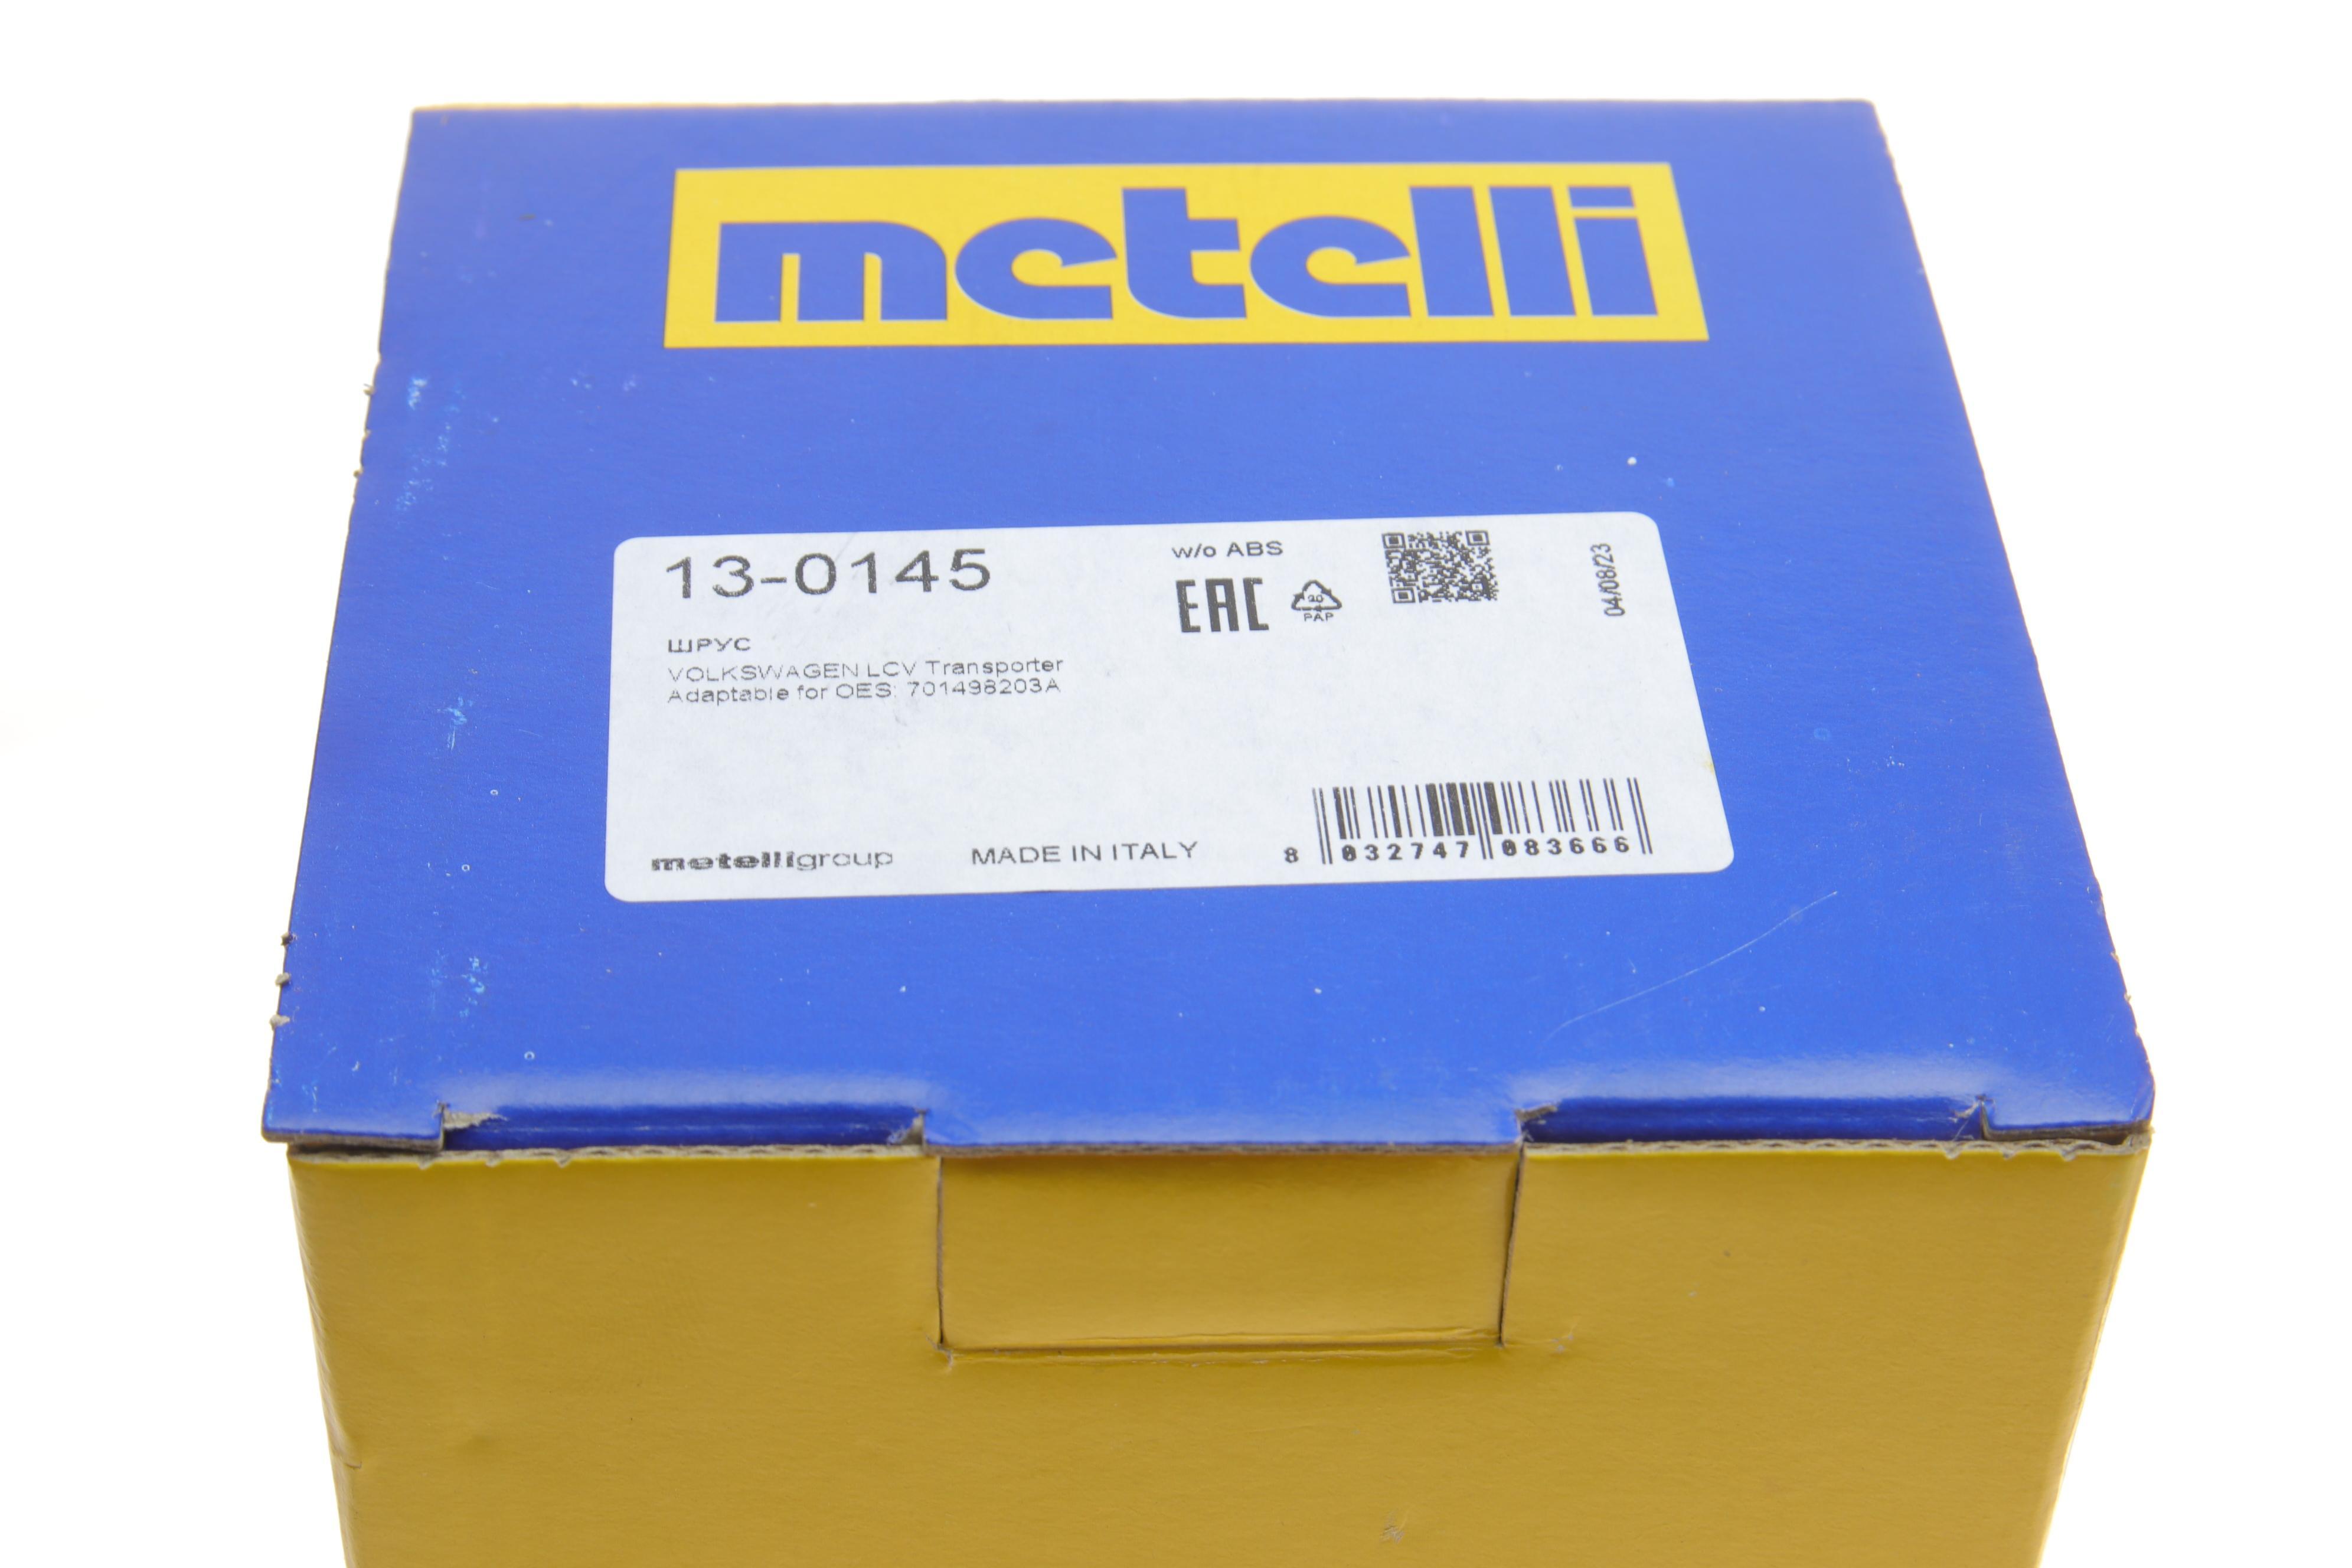 metelli
13-0145
w/o ABS
EAC
20
PAP
04/08/23
ШРУС
VOLKSWAGEN LCV Transporter
Adaptable for OES: 701498203A
metelligroup
MADE IN ITALY
8 032747 083666